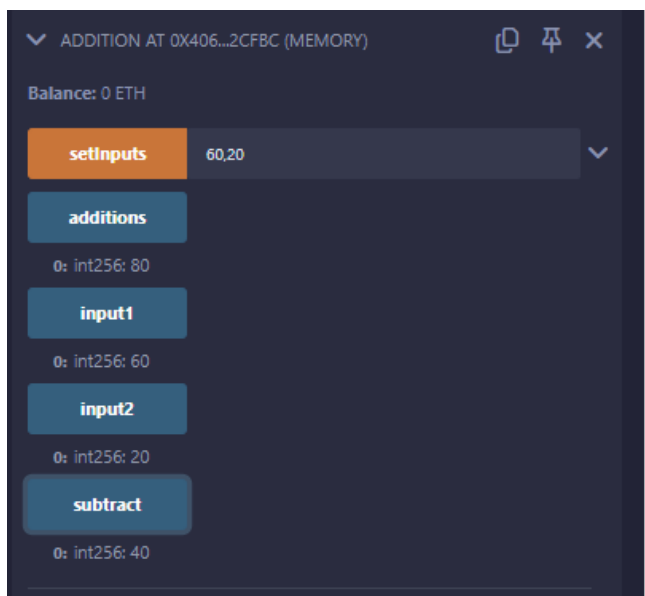 ADDITION AT 0X406...2CFBC (MEMORY)
Balance: 0 ETH
setInputs 60,20
additions
0: int256: 80
input1
0: int256: 60
input2
0: int256: 20
subtract
0: int256: 40